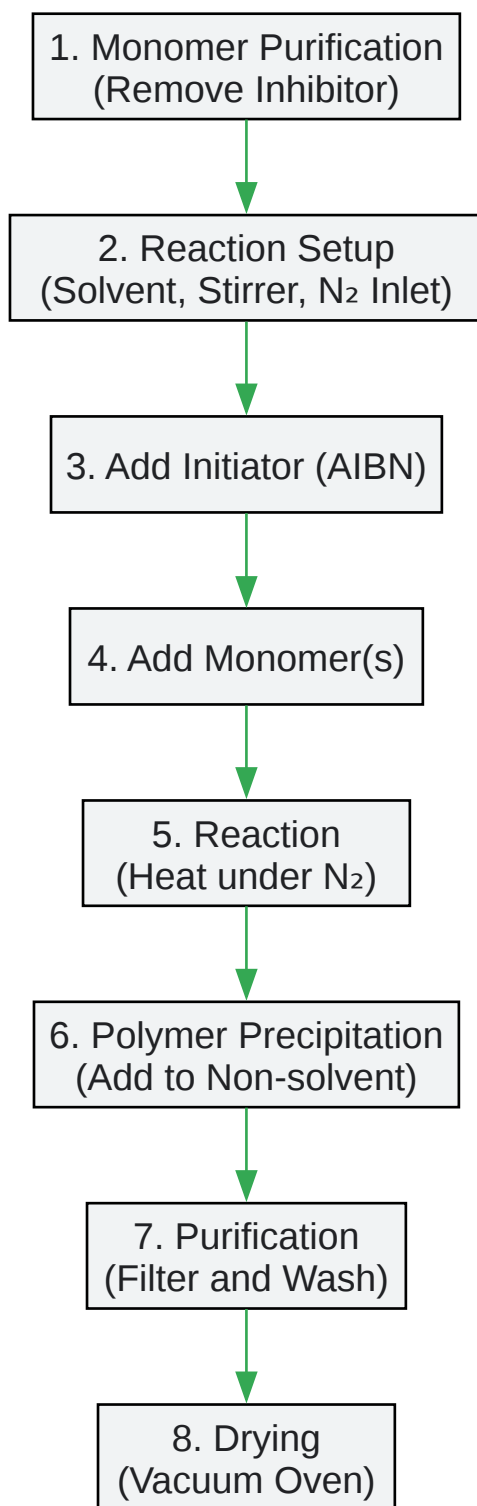 1. Monomer Purification
(Remove Inhibitor)
2. Reaction Setup
(Solvent, Stirrer, N₂ Inlet)
3. Add Initiator (AIBN)
4. Add Monomer(s)
5. Reaction
(Heat under N₂)
6. Polymer Precipitation
(Add to Non-solvent)
7. Purification
(Filter and Wash)
8. Drying
(Vacuum Oven)